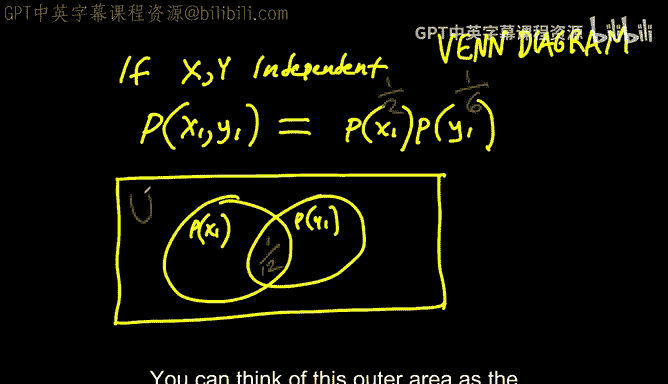 GPT中英字幕课程资源@bilibili.com
GPT中英字幕课程资源 bilibili
VENN DIAGRAM
If X,Y Independent
1/2 1/6
P(x₁,y₁) = P(x₁)P(y₁)
U
P(x₁) P(y₁)
1/12
You can think of this outer area as the